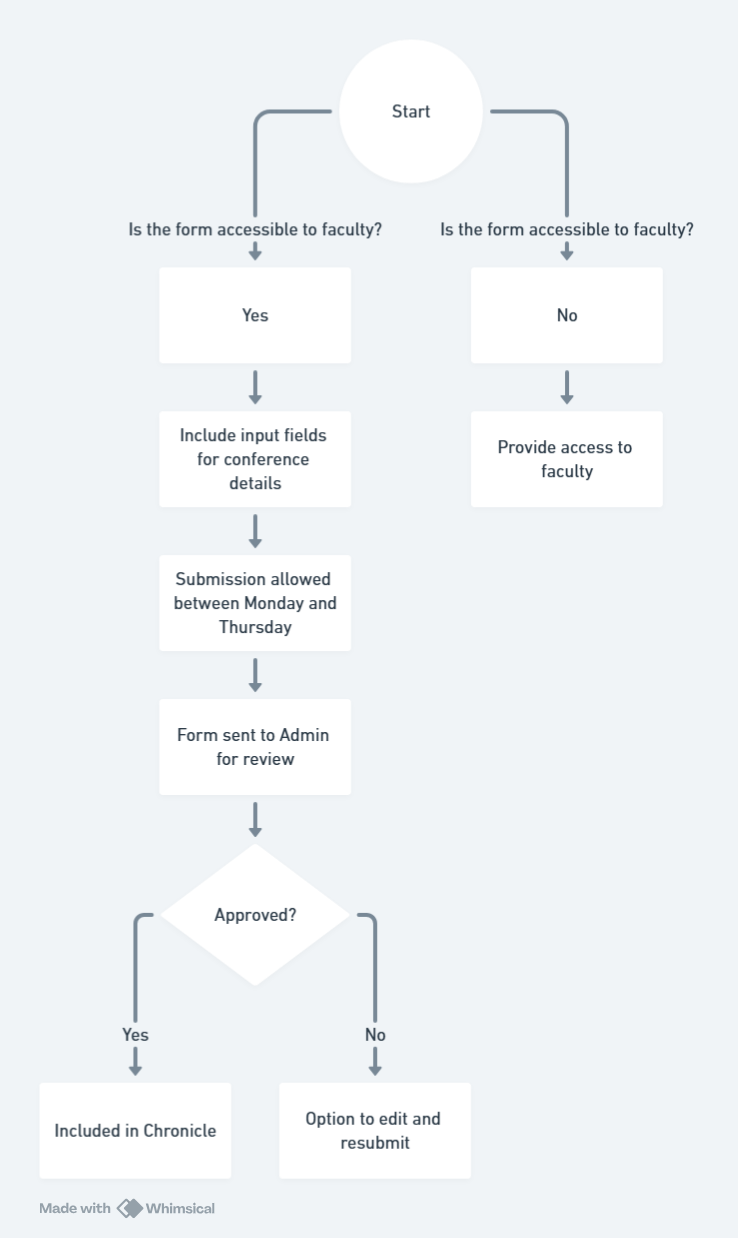 Start
Is the form accessible to faculty?
Is the form accessible to faculty?
Yes
No
Include input fields
for conference
details
Provide access to
faculty
Submission allowed
between Monday and
Thursday
Form sent to Admin
for review
Approved?
Yes
No
Included in Chronicle
Option to edit and
resubmit
Made with Whimsical